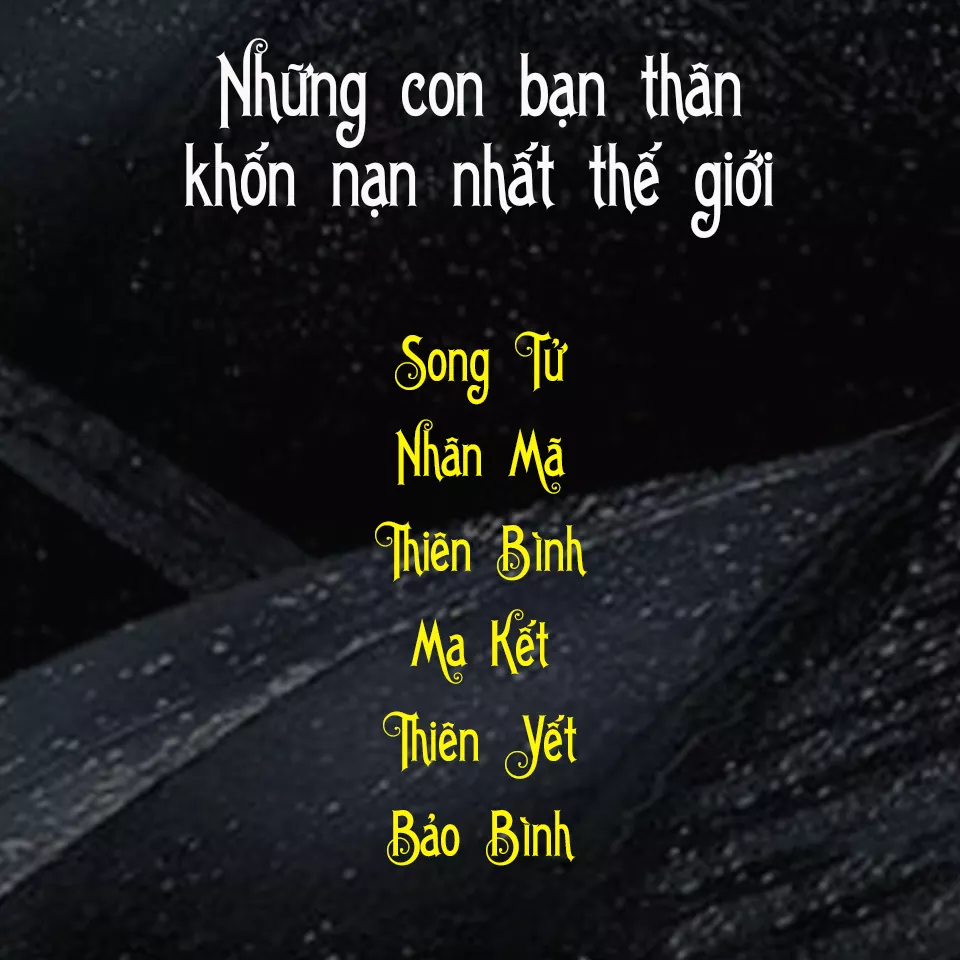 Những con bạn thân
khốn nạn nhất thế giới
Song Tử
Nhân Mã
Thiên Bình
Ma Kết
Thiên Yết
Bảo Bình